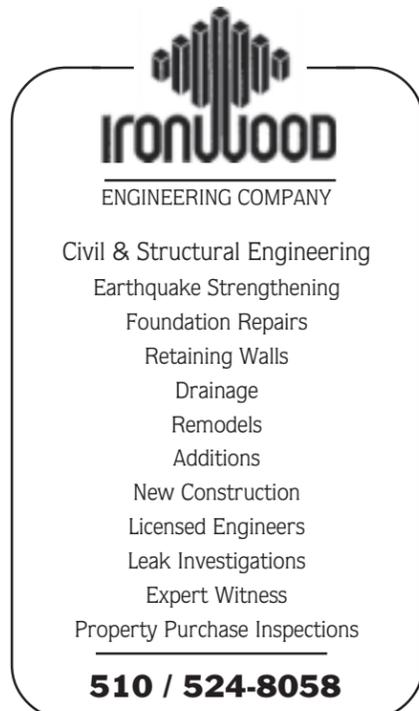 IRONWOOD
ENGINEERING COMPANY
Civil & Structural Engineering
Earthquake Strengthening
Foundation Repairs
Retaining Walls
Drainage
Remodels
Additions
New Construction
Licensed Engineers
Leak Investigations
Expert Witness
Property Purchase Inspections
510 / 524-8058